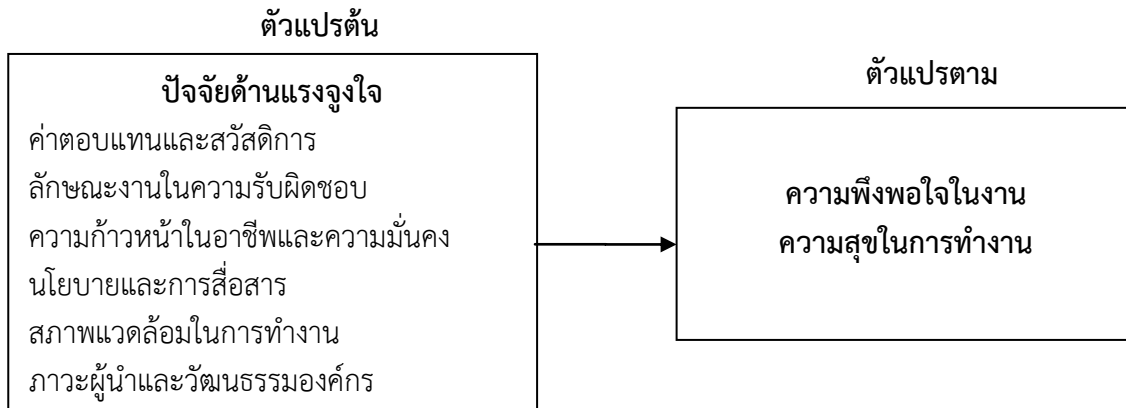 ตัวแปรต้น
ปัจจัยด้านแรงจูงใจ
ค่าตอบแทนและสวัสดิการ
ลักษณะงานในความรับผิดชอบ
ความก้าวหน้าในอาชีพและความมั่นคง
นโยบายและการสื่อสาร
สภาพแวดล้อมในการทำงาน
ภาวะผู้นำและวัฒนธรรมองค์กร
ตัวแปรตาม
ความพึงพอใจในงาน
ความสุขในการทำงาน